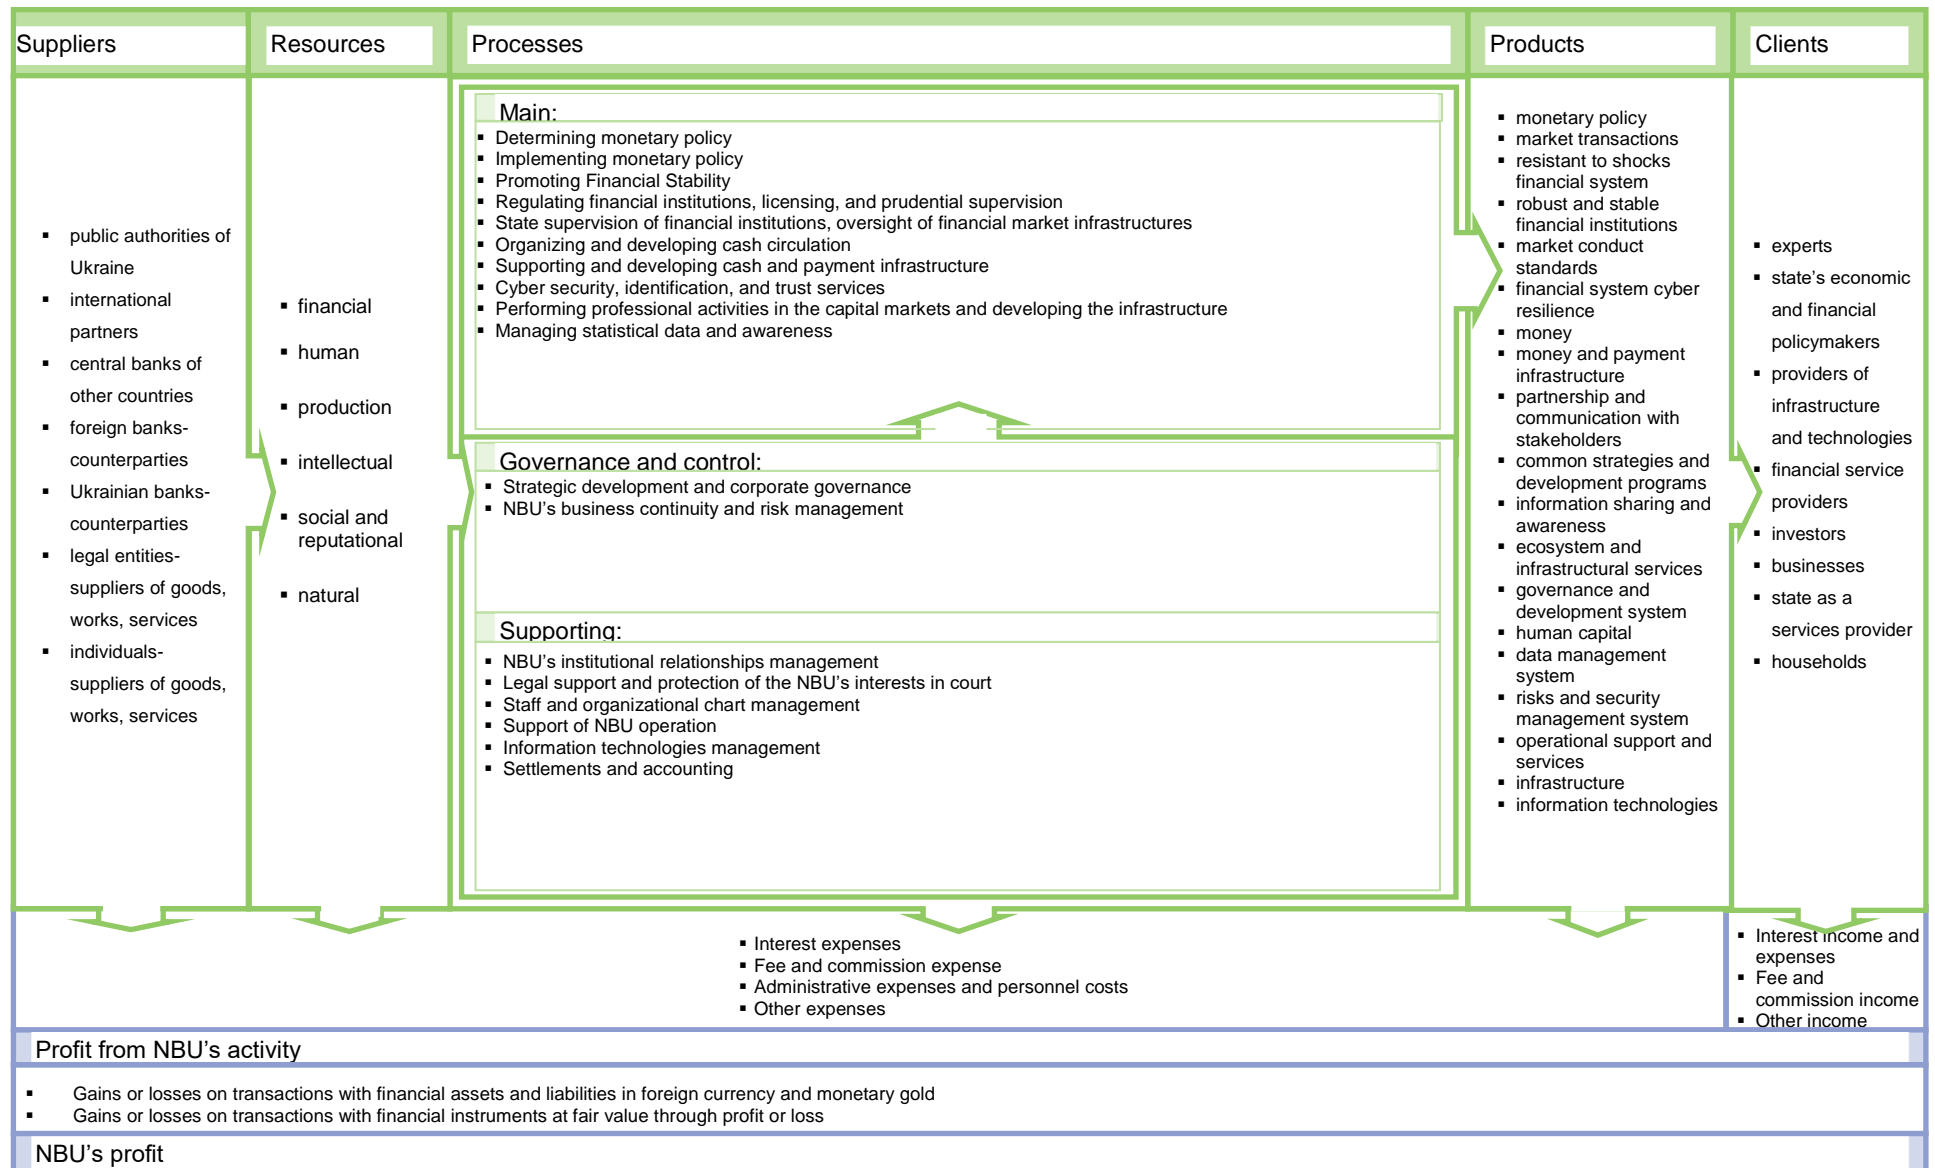 Suppliers
Resources
Processes
Products
Clients
▪ public authorities of
Ukraine
▪ international
partners
▪ central banks of
other countries
▪ foreign banks-
counterparties
▪ Ukrainian banks-
counterparties
▪ legal entities-
suppliers of goods,
works, services
▪ individuals-
suppliers of goods,
works, services
▪ financial
▪ human
▪ production
▪ intellectual
▪ social and
reputational
▪ natural
Main:
▪ Determining monetary policy
▪ Implementing monetary policy
▪ Promoting Financial Stability
▪ Regulating financial institutions, licensing, and prudential supervision
▪ State supervision of financial institutions, oversight of financial market infrastructures
▪ Organizing and developing cash circulation
▪ Supporting and developing cash and payment infrastructure
▪ Cyber security, identification, and trust services
▪ Performing professional activities in the capital markets and developing the infrastructure
▪ Managing statistical data and awareness
Governance and control:
▪ Strategic development and corporate governance
▪ NBU’s business continuity and risk management
Supporting:
▪ NBU’s institutional relationships management
▪ Legal support and protection of the NBU’s interests in court
▪ Staff and organizational chart management
▪ Support of NBU operation
▪ Information technologies management
▪ Settlements and accounting
▪ monetary policy
▪ market transactions
▪ resistant to shocks
financial system
▪ robust and stable
financial institutions
▪ market conduct
standards
▪ financial system cyber
resilience
▪ money
▪ money and payment
infrastructure
▪ partnership and
communication with
stakeholders
▪ common strategies and
development programs
▪ information sharing and
awareness
▪ ecosystem and
infrastructural services
▪ governance and
development system
▪ human capital
▪ data management
system
▪ risks and security
management system
▪ operational support and
services
▪ infrastructure
▪ information technologies
▪ experts
▪ state’s economic
and financial
policymakers
▪ providers of
infrastructure
and technologies
▪ financial service
providers
▪ investors
▪ businesses
▪ state as a
services provider
▪ households
▪ Interest expenses
▪ Fee and commission expense
▪ Administrative expenses and personnel costs
▪ Other expenses
▪ Interest income and
expenses
▪ Fee and
commission income
▪ Other income
Profit from NBU’s activity
▪ Gains or losses on transactions with financial assets and liabilities in foreign currency and monetary gold
▪ Gains or losses on transactions with financial instruments at fair value through profit or loss
NBU’s profit